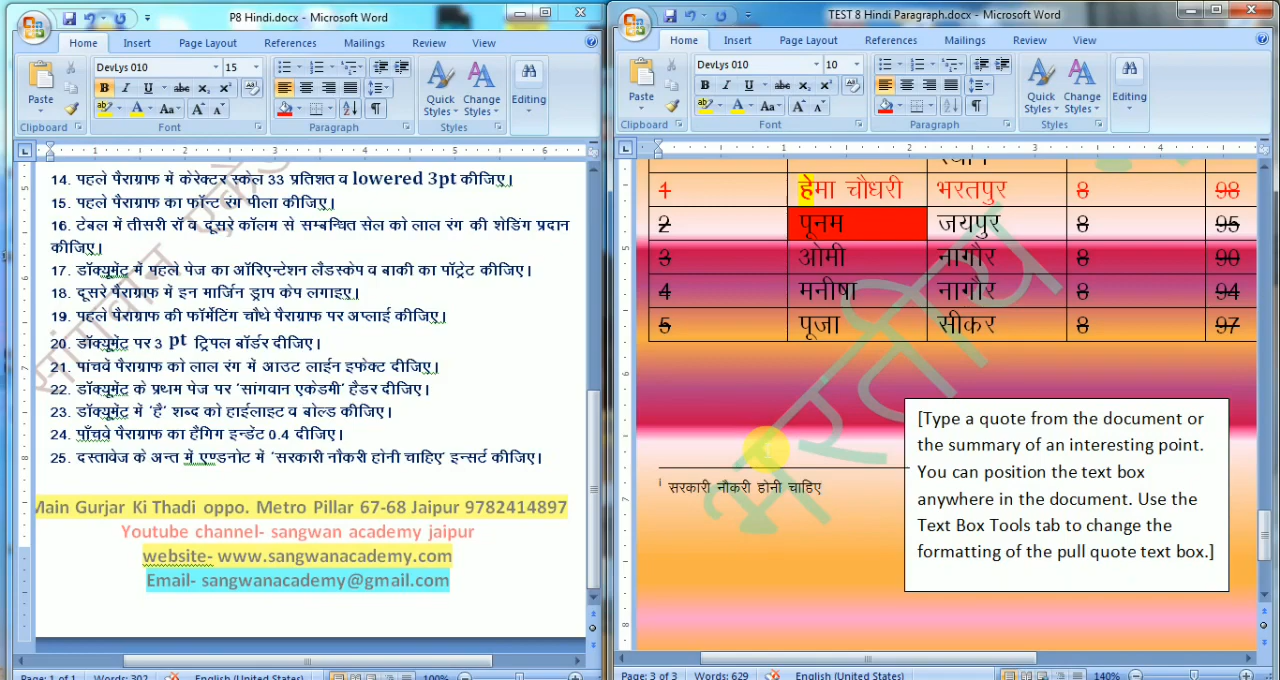 P8 Hindi.docx - Microsoft Word
Home Insert Page Layout References Mailings Review View
DevLys 010 15
Paste
Quick Styles
Change Styles
Editing
Clipboard Font Paragraph Styles
14. पहले पैराग्राफ में केरेक्टर स्केल 33 प्रतिशत व lowered 3pt कीजिए।
15. पहले पैराग्राफ का फॉन्ट रंग पीला कीजिए।
16. टेबल में तीसरी रॉ व दूसरे कॉलम से सम्बन्धित सेल को लाल रंग की शेडिंग प्रदान
कीजिए।
17. डॉक्यूमेंट में पहले पेज का ऑरिएन्टेशन लैंडस्केप व बाकी का पॉट्रेट कीजिए।
18. दूसरे पैराग्राफ में इन मार्जिन ड्राप केप लगाइए।
19. पहले पैराग्राफ की फॉर्मेटिंग चौथे पैराग्राफ पर अप्लाई कीजिए।
20. डॉक्यूमेंट पर 3 pt ट्रिपल बॉर्डर दीजिए।
21. पांचवे पैराग्राफ को लाल रंग में आउट लाईन इफेक्ट दीजिए।
22. डॉक्यूमेंट के प्रथम पेज पर 'सांगवान एकेडमी' हैडर दीजिए।
23. डॉक्यूमेंट में 'है' शब्द को हाईलाइट व बोल्ड कीजिए।
24. पाँचवे पैराग्राफ का हैंगिग इन्डेंट 0.4 दीजिए।
25. दस्तावेज के अन्त में एण्डनोट में 'सरकारी नौकरी होनी चाहिए' इन्सर्ट कीजिए।
Main Gurjar Ki Thadi oppo. Metro Pillar 67-68 Jaipur 9782414897
Youtube channel- sangwan academy jaipur
website- www.sangwanacademy.com
Email- sangwanacademy@gmail.com
Page: 1 of 1 Words: 302 English (United States) 100%
TEST 8 Hindi Paragraph.docx - Microsoft Word
Home Insert Page Layout References Mailings Review View
DevLys 010 10
Paste
Quick Styles
Change Styles
Editing
Clipboard Font Paragraph Styles
1 हेमा चौधरी भरतपुर 8 98
2 पूनम जयपुर 8 95
3 ओमी नागौर 8 90
4 मनीषा नागौर 8 94
5 पूजा सीकर 8 97
भारतीय
[Type a quote from the document or
the summary of an interesting point.
You can position the text box
anywhere in the document. Use the
Text Box Tools tab to change the
formatting of the pull quote text box.]
i सरकारी नौकरी होनी चाहिए
Page: 3 of 3 Words: 629 English (United States) 140%